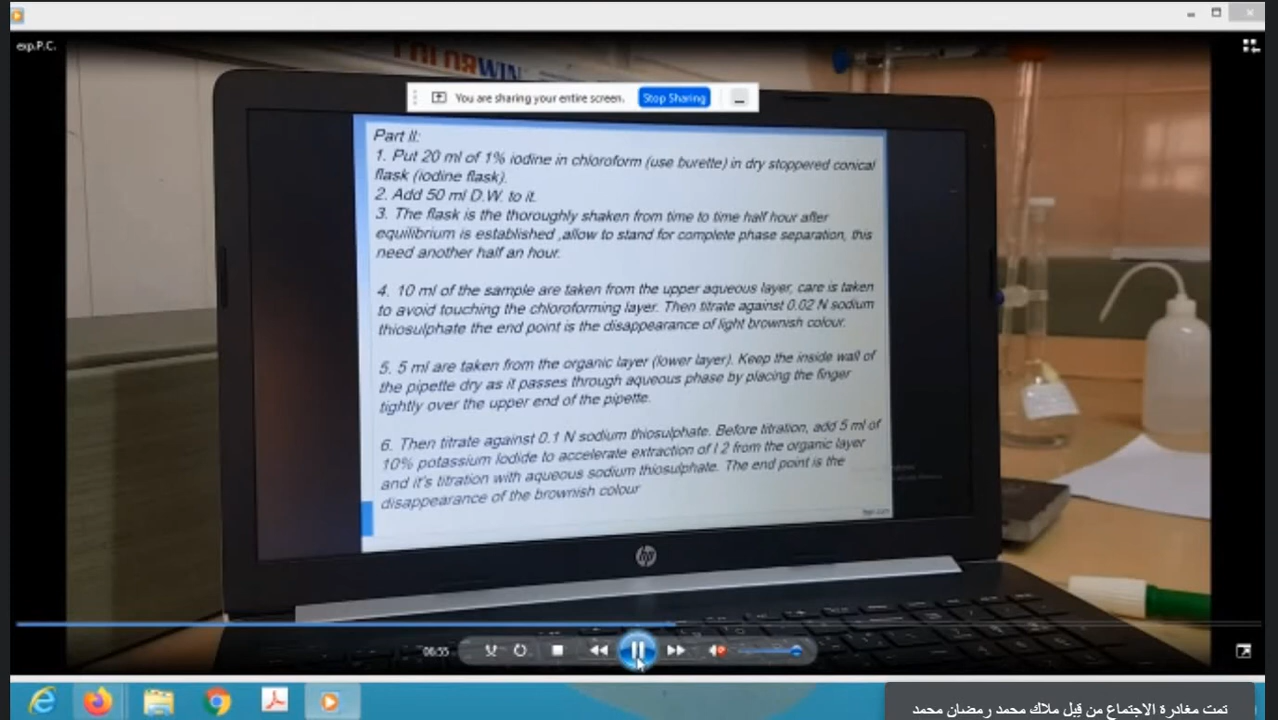 exp.P.C.
You are sharing your entire screen.
Stop Sharing
Part II:
1. Put 20 ml of 1% iodine in chloroform (use burette) in dry stoppered conical
flask (iodine flask).
2. Add 50 ml D.W. to it.
3. The flask is the thoroughly shaken from time to time half hour after
equilibrium is established ,allow to stand for complete phase separation, this
need another half an hour.
4. 10 ml of the sample are taken from the upper aqueous layer, care is taken
to avoid touching the chloroforming layer. Then titrate against 0.02 N sodium
thiosulphate the end point is the disappearance of light brownish colour.
5. 5 ml are taken from the organic layer (lower layer). Keep the inside wall of
the pipette dry as it passes through aqueous phase by placing the finger
tightly over the upper end of the pipette.
6. Then titrate against 0.1 N sodium thiosulphate. Before titration, add 5 ml of
10% potassium Iodide to accelerate extraction of I 2 from the organic layer
and it's titration with aqueous sodium thiosulphate. The end point is the
disappearance of the brownish colour
hp
06:55
تمت مغادرة الاجتماع من قبل ملاك محمد رمضان محمد